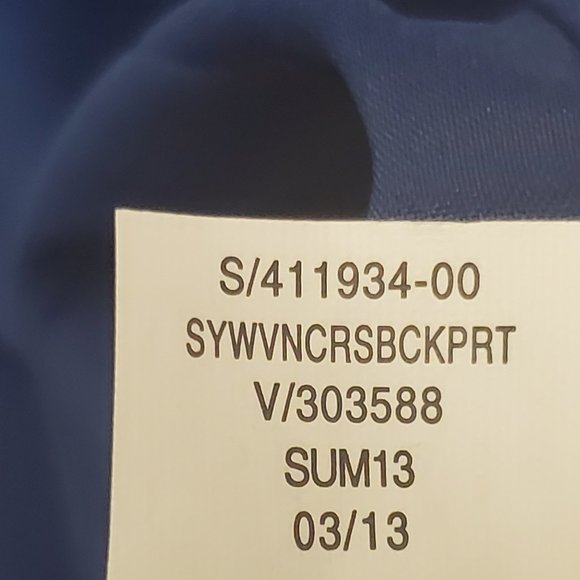 S/411934-00
SYWVNCRSBCKPRT
V/303588
SUM13
03/13